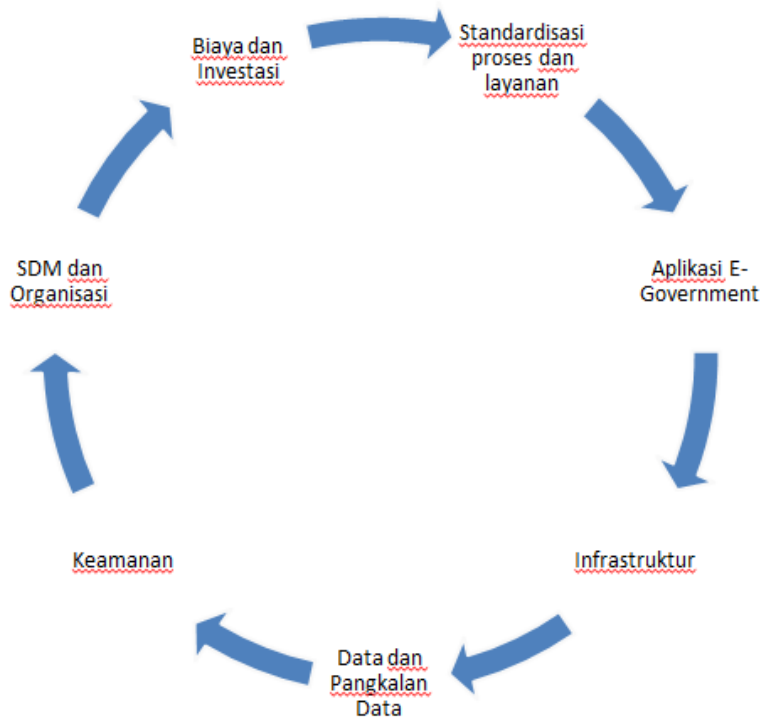 Biaya dan
Investasi
Standardisasi
proses dan
layanan
Aplikasi E-
Government
Infrastruktur
Data dan
Pangkalan
Data
Keamanan
SDM dan
Organisasi